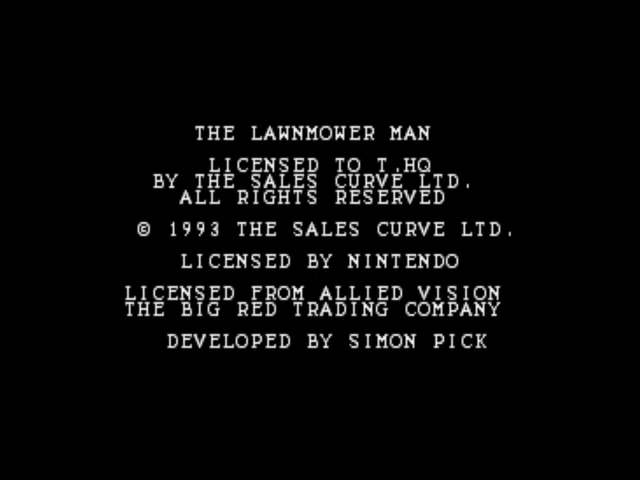 THE LAWNMOWER MAN
LICENSED TO T.HQ
BY THE SALES CURVE LTD.
ALL RIGHTS RESERVED
© 1993 THE SALES CURVE LTD.
LICENSED BY NINTENDO
LICENSED FROM ALLIED VISION
THE BIG RED TRADING COMPANY
DEVELOPED BY SIMON PICK